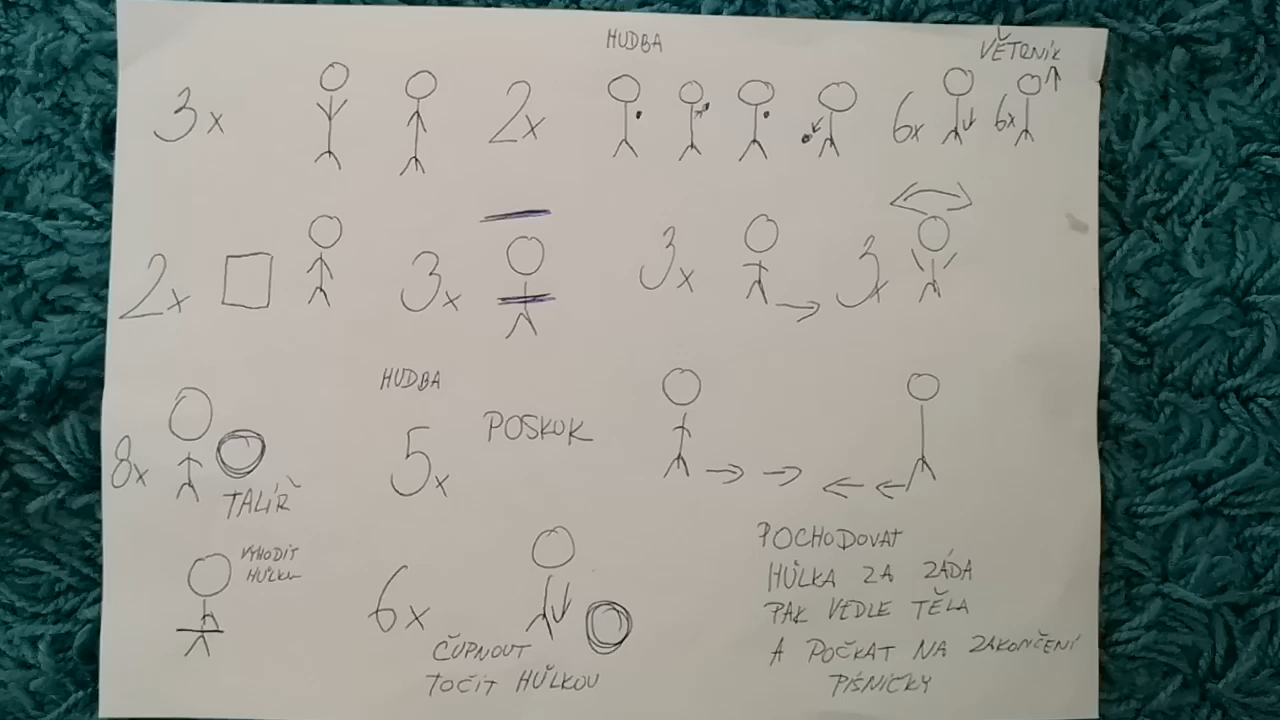 HUDBA
VĚTRNÍK
3x
2x
6x
6x
2x
3x
3x
3x
8x
TALÍŘ
HUDBA
5x
POSKOK
VYHODIT
HŮLKU
6x
ČUPNOUT
TOČIT HŮLKOU
POCHODOVAT
HŮLKA ZA ZÁDA
PAK VEDLE TĚLA
A POČKAT NA ZAKONČENÍ
PÍSNIČKY